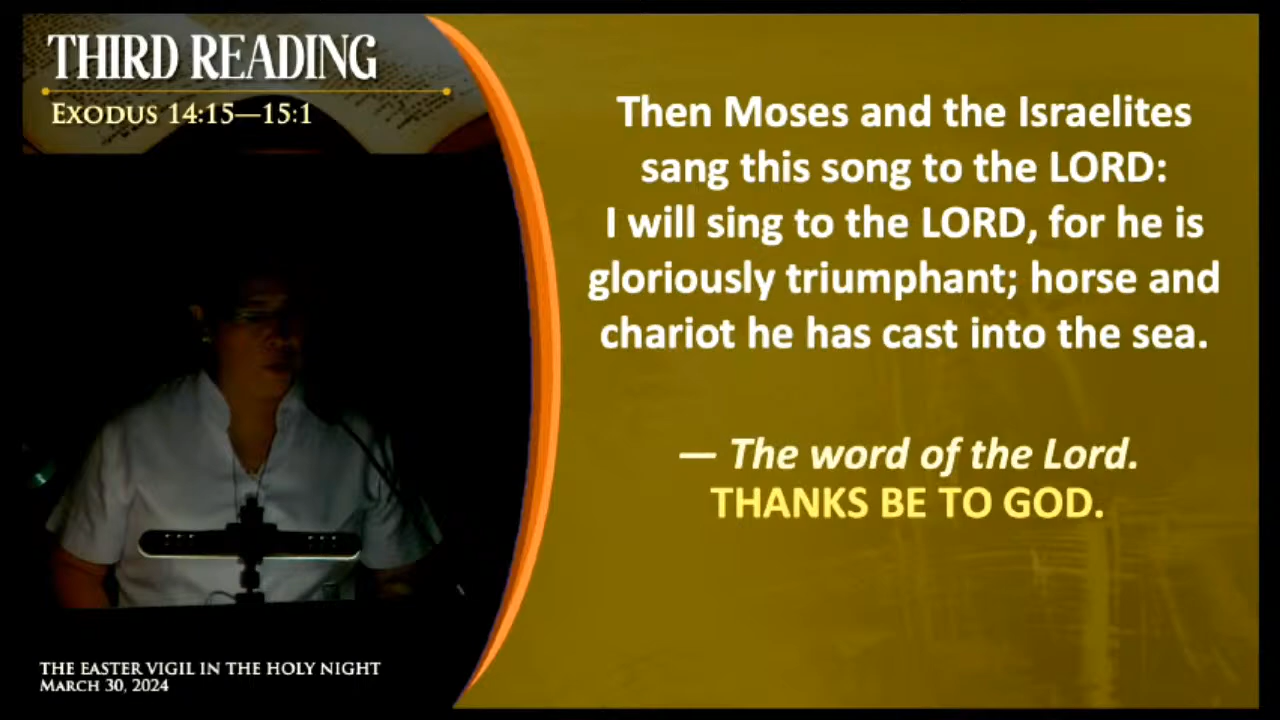 THIRD READING
EXODUS 14:15—15:1
Then Moses and the Israelites
sang this song to the LORD:
I will sing to the LORD, for he is
gloriously triumphant; horse and
chariot he has cast into the sea.
— The word of the Lord.
THANKS BE TO GOD.
THE EASTER VIGIL IN THE HOLY NIGHT
MARCH 30, 2024